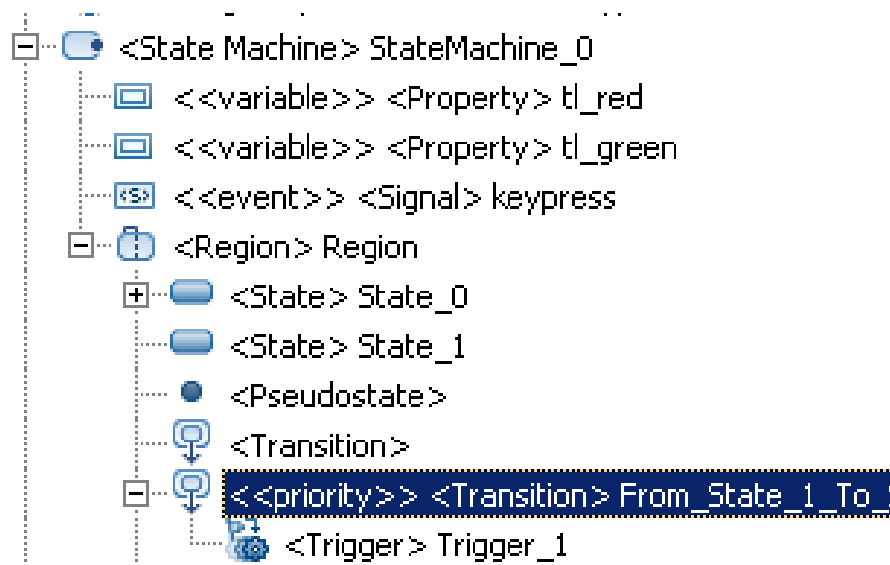 <State Machine> StateMachine_0
<<variable>> <Property> tl_red
<<variable>> <Property> tl_green
<<event>> <Signal> keypress
<Region> Region
<State> State_0
<State> State_1
<Pseudostate>
<Transition>
<<priority>> <Transition> From_State_1_To_
<Trigger> Trigger_1